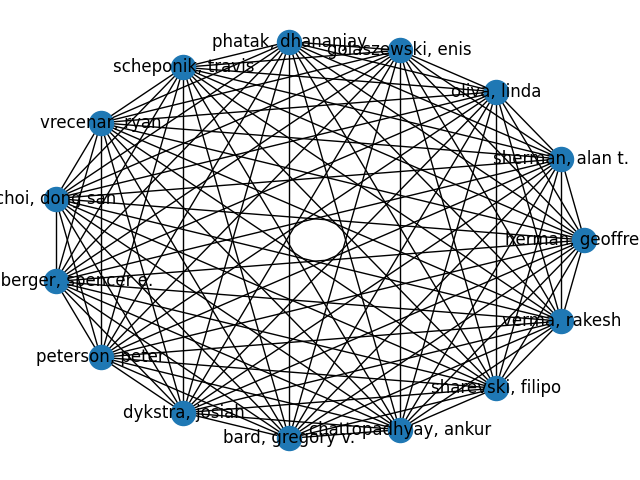 phatak, dhananjay
golaszewski, enis
scheponik, travis
oliva, linda
vrecenar, ryan
sherman, alan t.
choi, dong san
herman, geoffre
berger, spencer e.
verma, rakesh
peterson, peter
sharevski, filipo
dykstra, josiah
chattopadhyay, ankur
bard, gregory v.